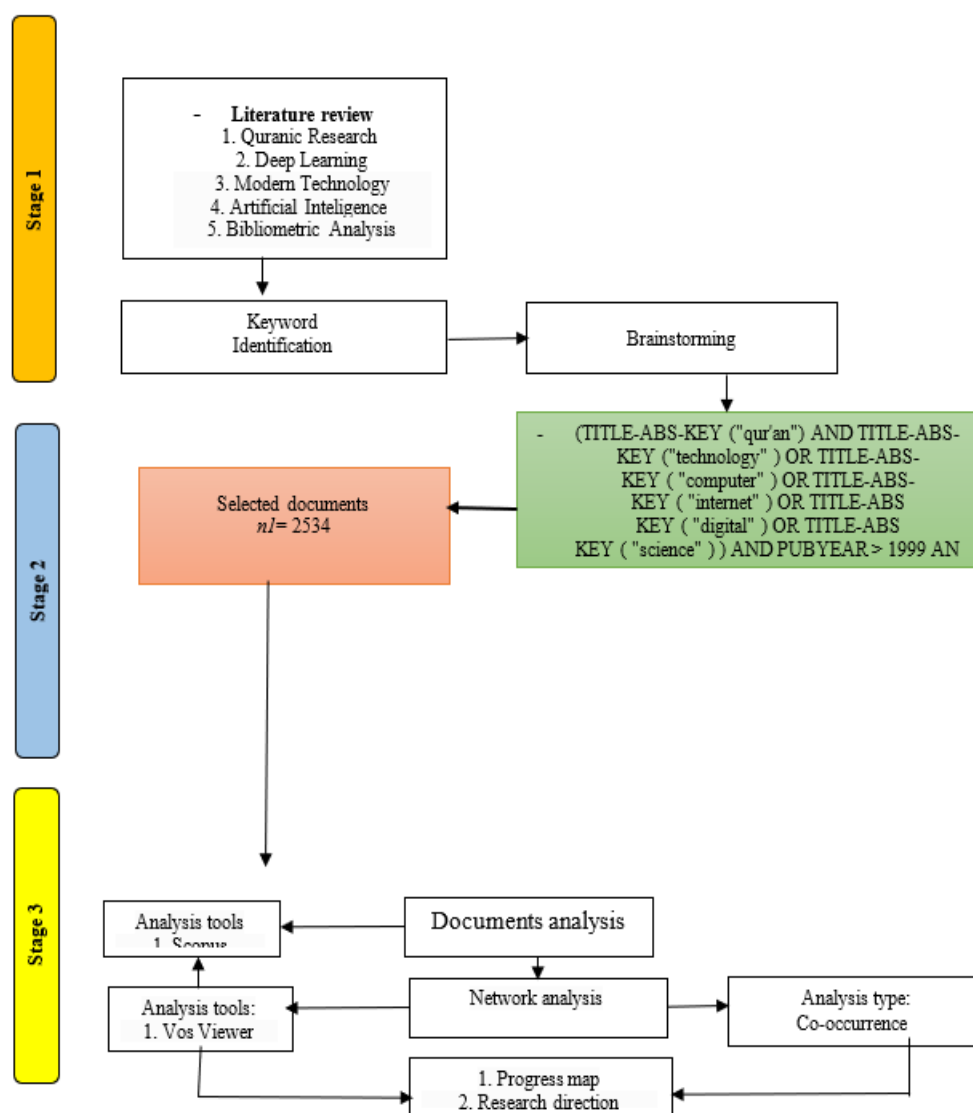 Stage 1
- Literature review
1. Quranic Research
2. Deep Learning
3. Modern Technology
4. Artificial Inteligence
5. Bibliometric Analysis
Keyword
Identification
Brainstorming
Stage 2
- (TITLE-ABS-KEY ("qur'an") AND TITLE-ABS-
KEY ("technology" ) OR TITLE-ABS-
KEY ( "computer" ) OR TITLE-ABS-
KEY ( "internet" ) OR TITLE-ABS
KEY ( "digital" ) OR TITLE-ABS
KEY ( "science" ) ) AND PUBYEAR > 1999 AN
Selected documents
n1= 2534
Stage 3
Analysis tools
1. Scopus
Documents analysis
Analysis tools:
1. Vos Viewer
Network analysis
Analysis type:
Co-occurrence
1. Progress map
2. Research direction